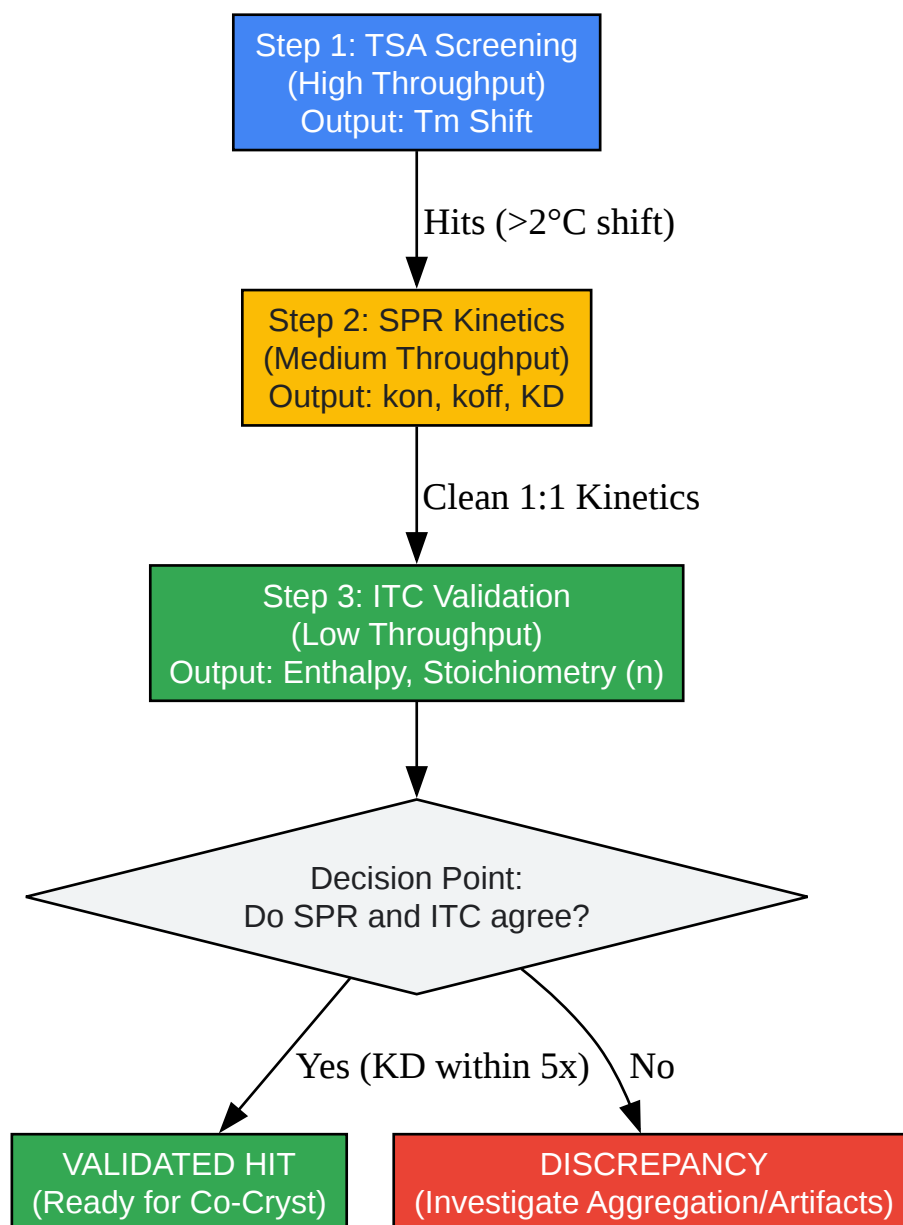 Step 1: TSA Screening
(High Throughput)
Output: Tm Shift
Hits (>2°C shift)
Step 2: SPR Kinetics
(Medium Throughput)
Output: kon, koff, KD
Clean 1:1 Kinetics
Step 3: ITC Validation
(Low Throughput)
Output: Enthalpy, Stoichiometry (n)
Decision Point:
Do SPR and ITC agree?
Yes (KD within 5x)
No
VALIDATED HIT
(Ready for Co-Cryst)
DISCREPANCY
(Investigate Aggregation/Artifacts)